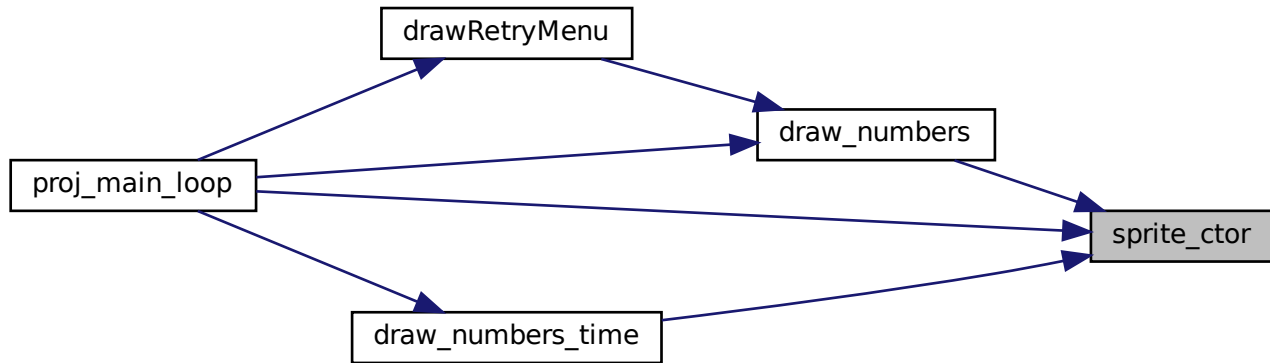 drawRetryMenu
draw_numbers
proj_main_loop
sprite_ctor
draw_numbers_time